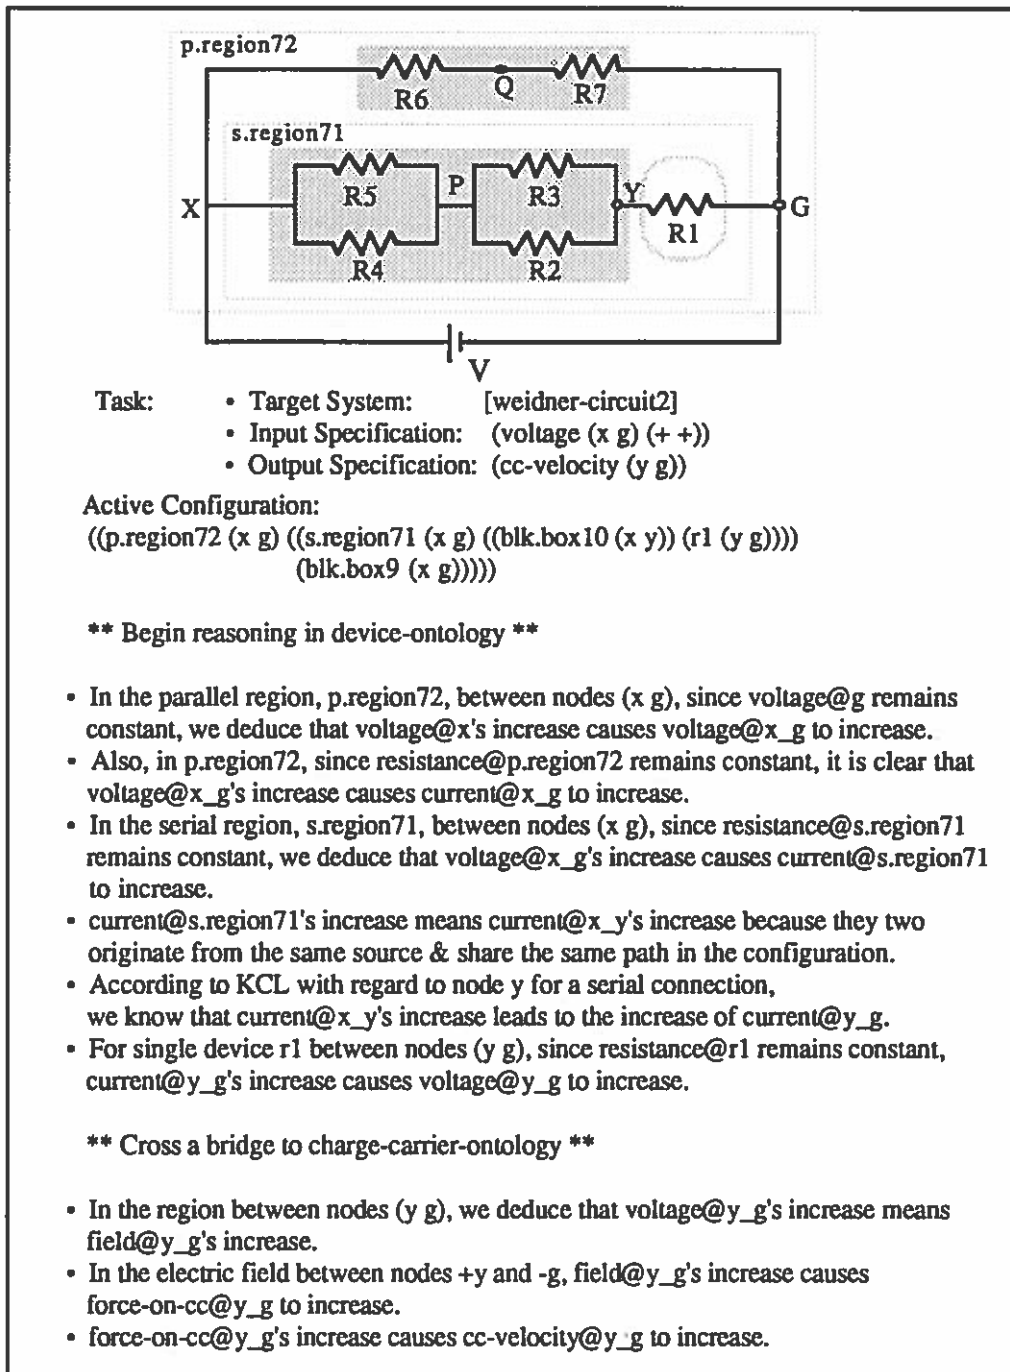 p.region72
R6
Q
R7
s.region71
R5
P
R3
Y
X
R1
G
R4
R2
V
Task:
• Target System: [weidner-circuit2]
• Input Specification: (voltage (x g) (+ +))
• Output Specification: (cc-velocity (y g))
Active Configuration:
((p.region72 (x g) ((s.region71 (x g) ((blk.box10 (x y)) (r1 (y g))))
(blk.box9 (x g)))))
** Begin reasoning in device-ontology **
• In the parallel region, p.region72, between nodes (x g), since voltage@g remains
constant, we deduce that voltage@x's increase causes voltage@x_g to increase.
• Also, in p.region72, since resistance@p.region72 remains constant, it is clear that
voltage@x_g's increase causes current@x_g to increase.
• In the serial region, s.region71, between nodes (x g), since resistance@s.region71
remains constant, we deduce that voltage@x_g's increase causes current@s.region71
to increase.
• current@s.region71's increase means current@x_y's increase because they two
originate from the same source & share the same path in the configuration.
• According to KCL with regard to node y for a serial connection,
we know that current@x_y's increase leads to the increase of current@y_g.
• For single device r1 between nodes (y g), since resistance@r1 remains constant,
current@y_g's increase causes voltage@y_g to increase.
** Cross a bridge to charge-carrier-ontology **
• In the region between nodes (y g), we deduce that voltage@y_g's increase means
field@y_g's increase.
• In the electric field between nodes +y and -g, field@y_g's increase causes
force-on-cc@y_g to increase.
• force-on-cc@y_g's increase causes cc-velocity@y_g to increase.